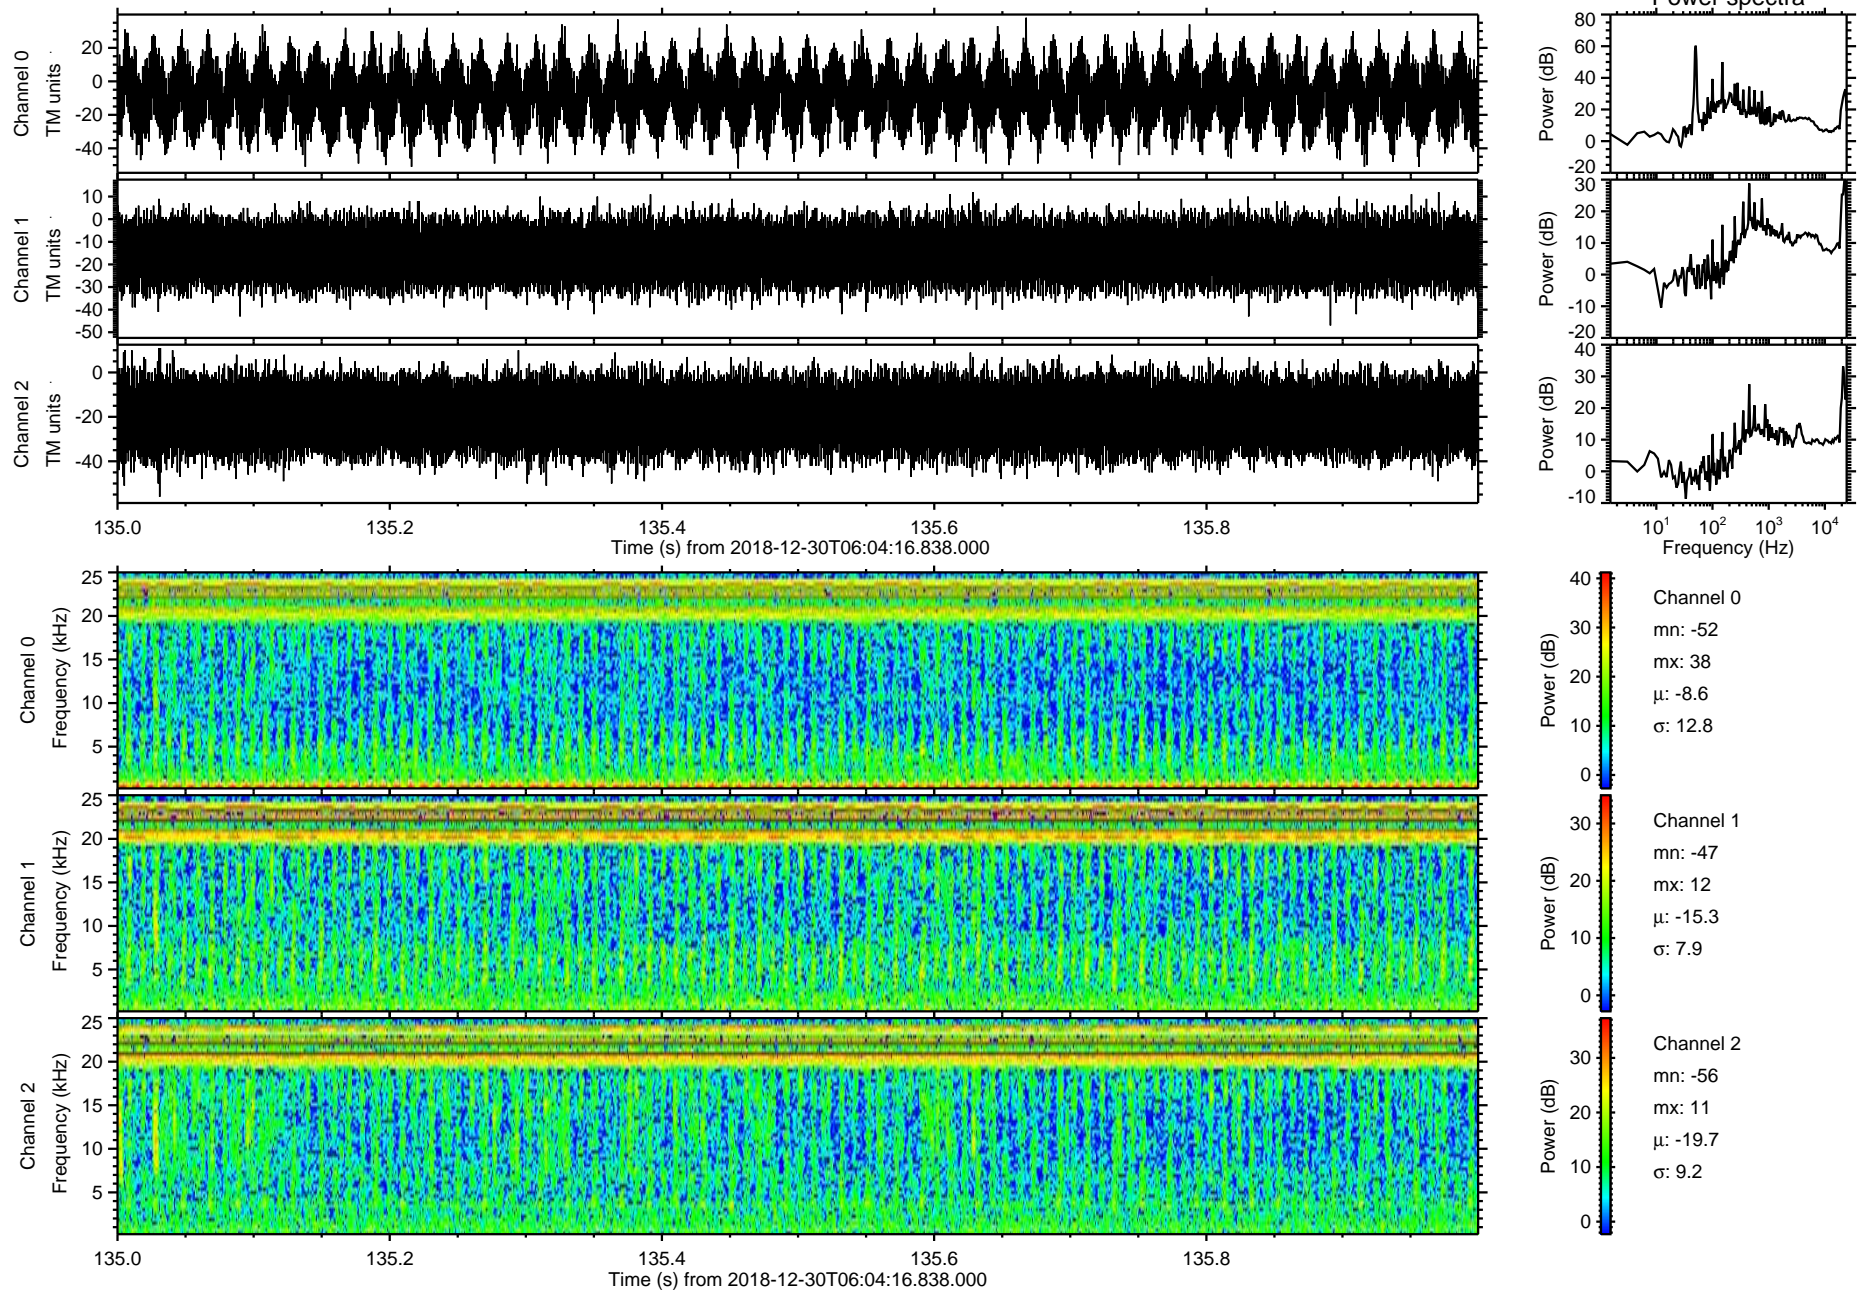 Power spectra
Channel 0
TM units
20
0
-20
-40
Power (dB)
80
60
40
20
0
-20
Channel 1
TM units
10
0
-10
-20
-30
-40
-50
Power (dB)
30
20
10
0
-10
-20
Channel 2
TM units
0
-20
-40
Power (dB)
40
30
20
10
0
-10
135.0 135.2 135.4 135.6 135.8
Time (s) from 2018-12-30T06:04:16.838.000
10¹ 10² 10³ 10⁴
Frequency (Hz)
Channel 0
Frequency (kHz)
25
20
15
10
5
Power (dB)
40
30
20
10
0
Channel 0
mn: -52
mx: 38
μ: -8.6
σ: 12.8
Channel 1
Frequency (kHz)
25
20
15
10
5
Power (dB)
30
20
10
0
Channel 1
mn: -47
mx: 12
μ: -15.3
σ: 7.9
Channel 2
Frequency (kHz)
25
20
15
10
5
Power (dB)
30
20
10
0
Channel 2
mn: -56
mx: 11
μ: -19.7
σ: 9.2
135.0 135.2 135.4 135.6 135.8
Time (s) from 2018-12-30T06:04:16.838.000